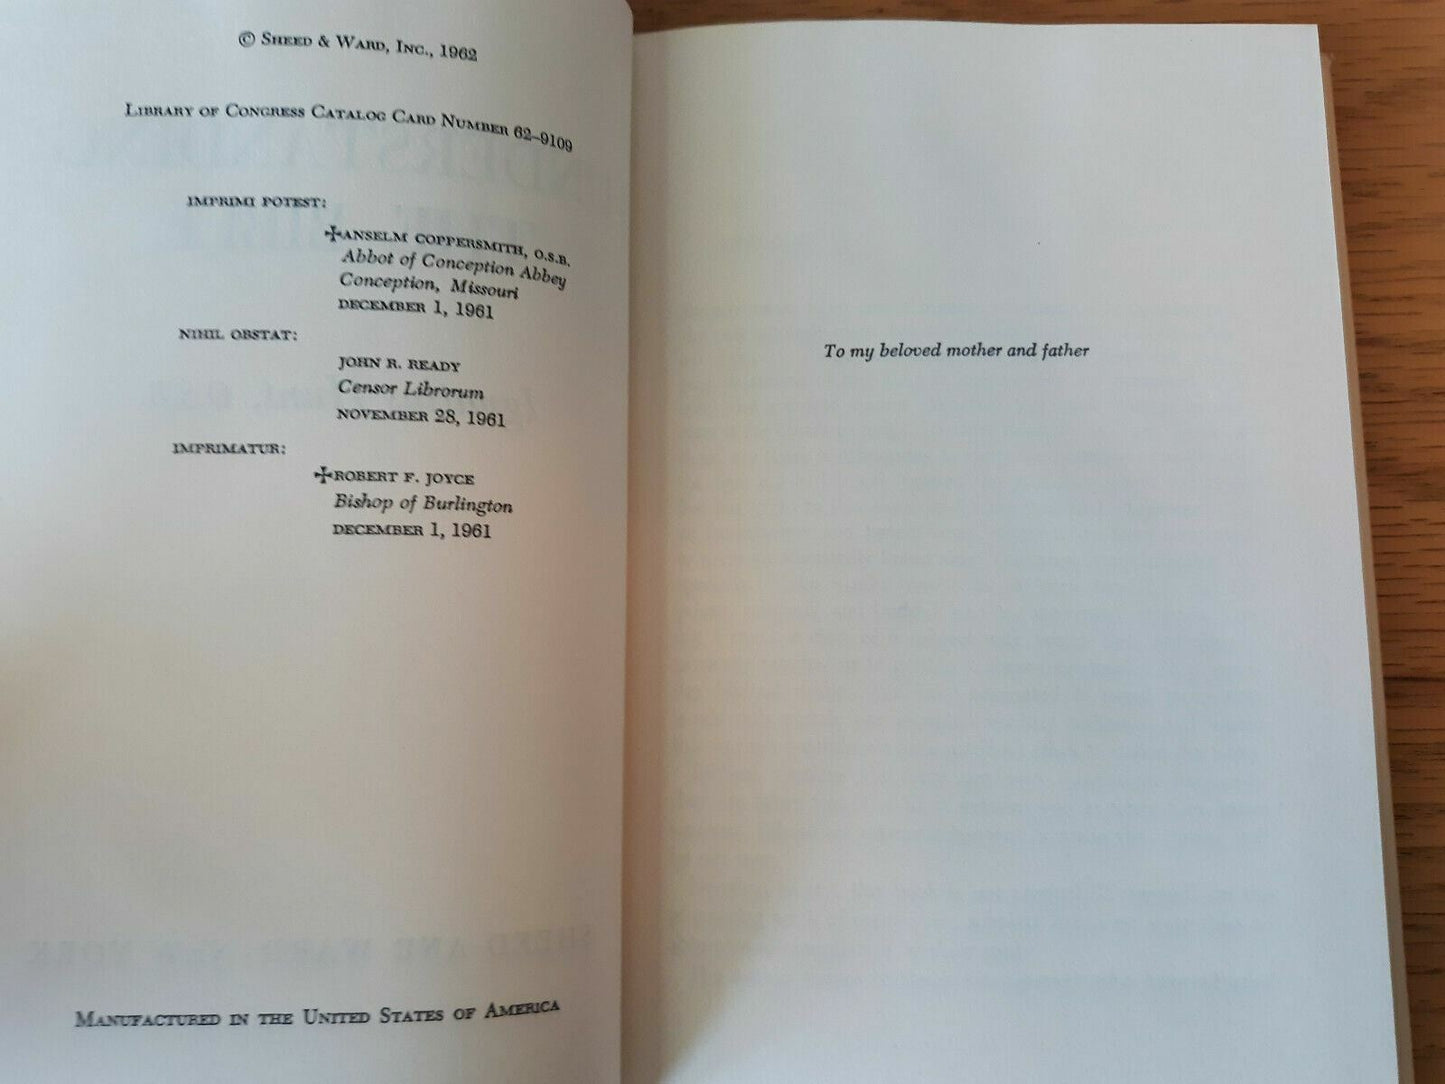 © Sheed & Ward, Inc., 1962
Library of Congress Catalog Card Number 62–9109
IMPRIMI POTEST:
✠ANSELM COPPERSMITH, O.S.B.
Abbot of Conception Abbey
Conception, Missouri
DECEMBER 1, 1961
NIHIL OBSTAT:
JOHN R. READY
Censor Librorum
NOVEMBER 28, 1961
IMPRIMATUR:
✠ROBERT F. JOYCE
Bishop of Burlington
DECEMBER 1, 1961
Manufactured in the United States of America
To my beloved mother and father